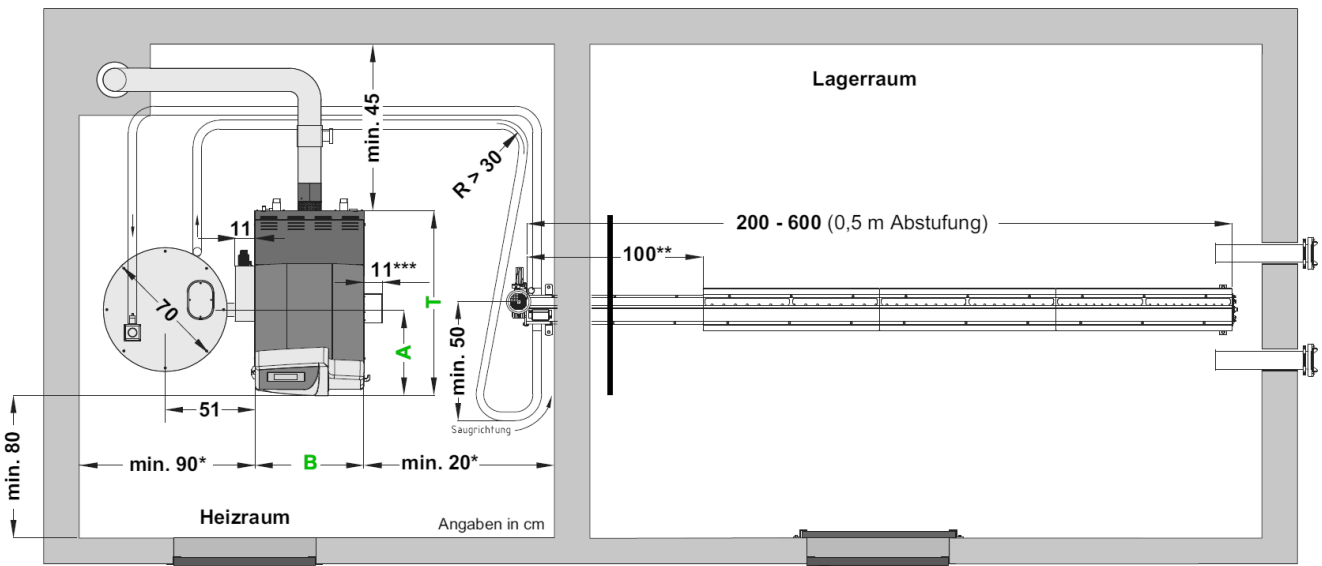 Lagerraum
min. 45
R > 30
200 - 600 (0,5 m Abstufung)
11
100**
11***
70
T
A
min. 50
51
Saugrichtung
min. 80
min. 90*
B
min. 20*
Heizraum
Angaben in cm